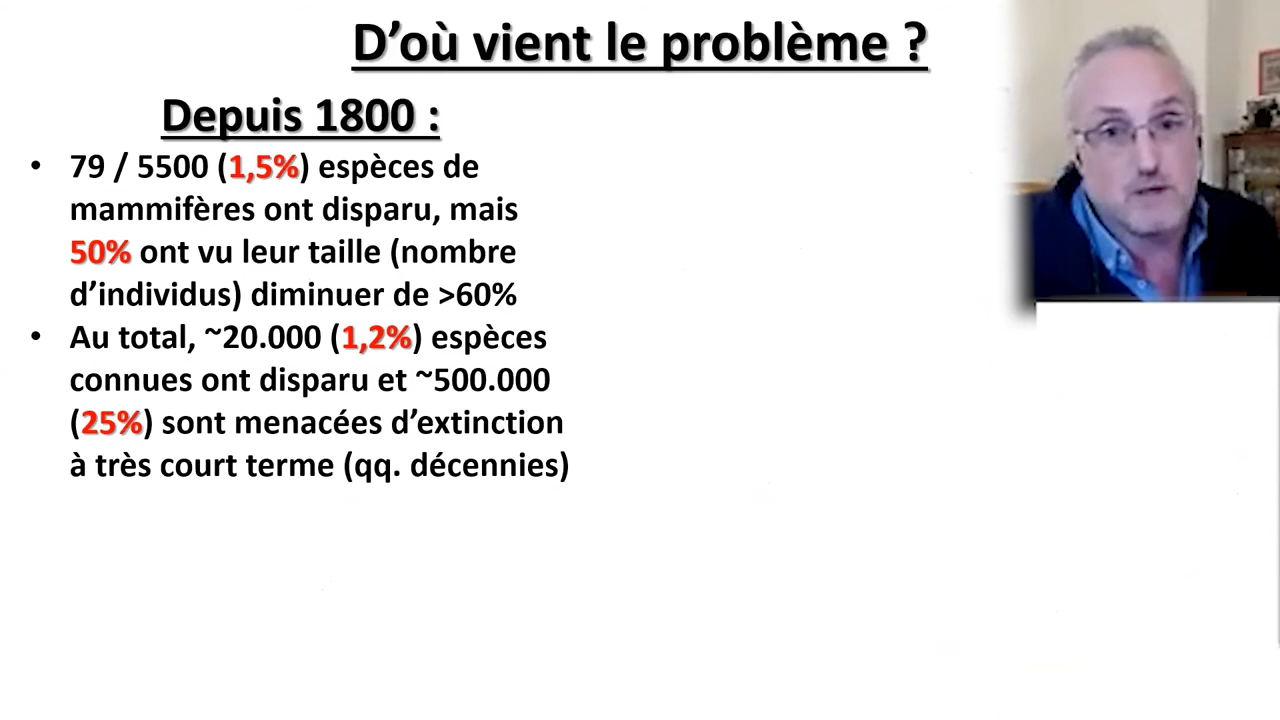 D’où vient le problème ?
Depuis 1800 :
• 79 / 5500 (1,5%) espèces de
mammifères ont disparu, mais
50% ont vu leur taille (nombre
d’individus) diminuer de >60%
• Au total, ~20.000 (1,2%) espèces
connues ont disparu et ~500.000
(25%) sont menacées d’extinction
à très court terme (qq. décennies)